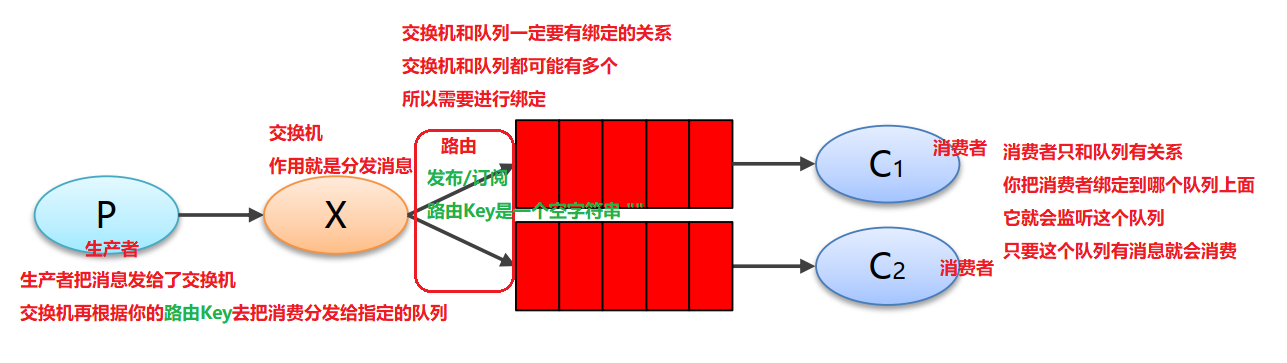 交换机和队列一定要有绑定的关系
交换机和队列都可能有多个
所以需要进行绑定
交换机
作用就是分发消息
路由
发布/订阅
路由Key是一个空字符串 ""
P
生产者
X
C1
消费者
C2
消费者
消费者只和队列有关系
你把消费者绑定到哪个队列上面
它就会监听这个队列
只要这个队列有消息就会消费
生产者把消息发给了交换机
交换机再根据你的路由Key去把消费分发给指定的队列